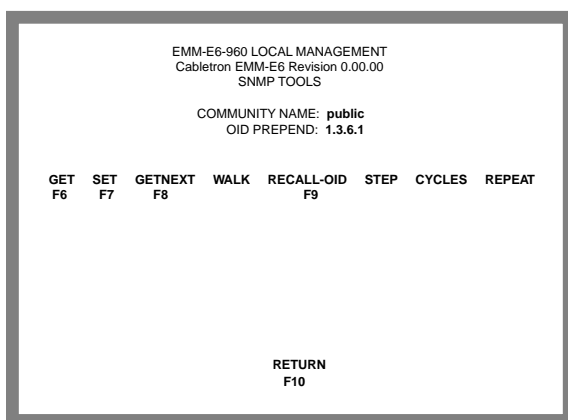 EMM-E6-960 LOCAL MANAGEMENT
Cabletron EMM-E6 Revision 0.00.00
SNMP TOOLS
COMMUNITY NAME: public
OID PREPEND: 1.3.6.1
GET SET GETNEXT WALK RECALL-OID STEP CYCLES REPEAT
F6 F7 F8 F9
RETURN
F10